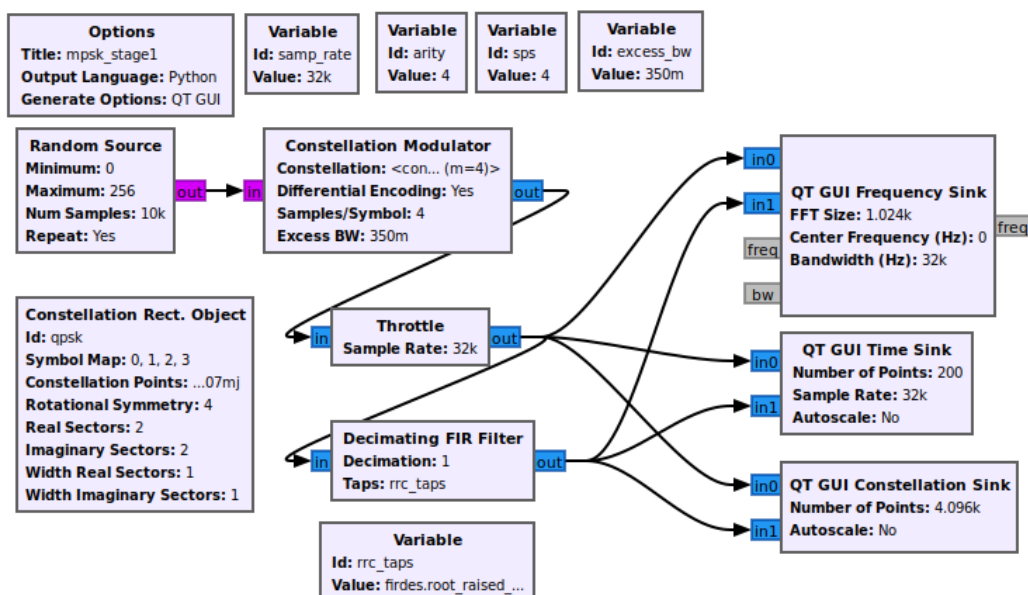 Options
Title: mpsk_stage1
Output Language: Python
Generate Options: QT GUI
Variable
Id: samp_rate
Value: 32k
Variable
Id: arity
Value: 4
Variable
Id: sps
Value: 4
Variable
Id: excess_bw
Value: 350m
Random Source
Minimum: 0
Maximum: 256
Num Samples: 10k
Repeat: Yes
out
in
Constellation Modulator
Constellation: <con... (m=4)>
Differential Encoding: Yes
Samples/Symbol: 4
Excess BW: 350m
out
in0
in1
freq
bw
QT GUI Frequency Sink
FFT Size: 1.024k
Center Frequency (Hz): 0
Bandwidth (Hz): 32k
freq
Constellation Rect. Object
Id: qpsk
Symbol Map: 0, 1, 2, 3
Constellation Points: ...07mj
Rotational Symmetry: 4
Real Sectors: 2
Imaginary Sectors: 2
Width Real Sectors: 1
Width Imaginary Sectors: 1
in
Throttle
Sample Rate: 32k
out
in0
in1
QT GUI Time Sink
Number of Points: 200
Sample Rate: 32k
Autoscale: No
in
Decimating FIR Filter
Decimation: 1
Taps: rrc_taps
out
in0
in1
QT GUI Constellation Sink
Number of Points: 4.096k
Autoscale: No
Variable
Id: rrc_taps
Value: firdes.root_raised_...